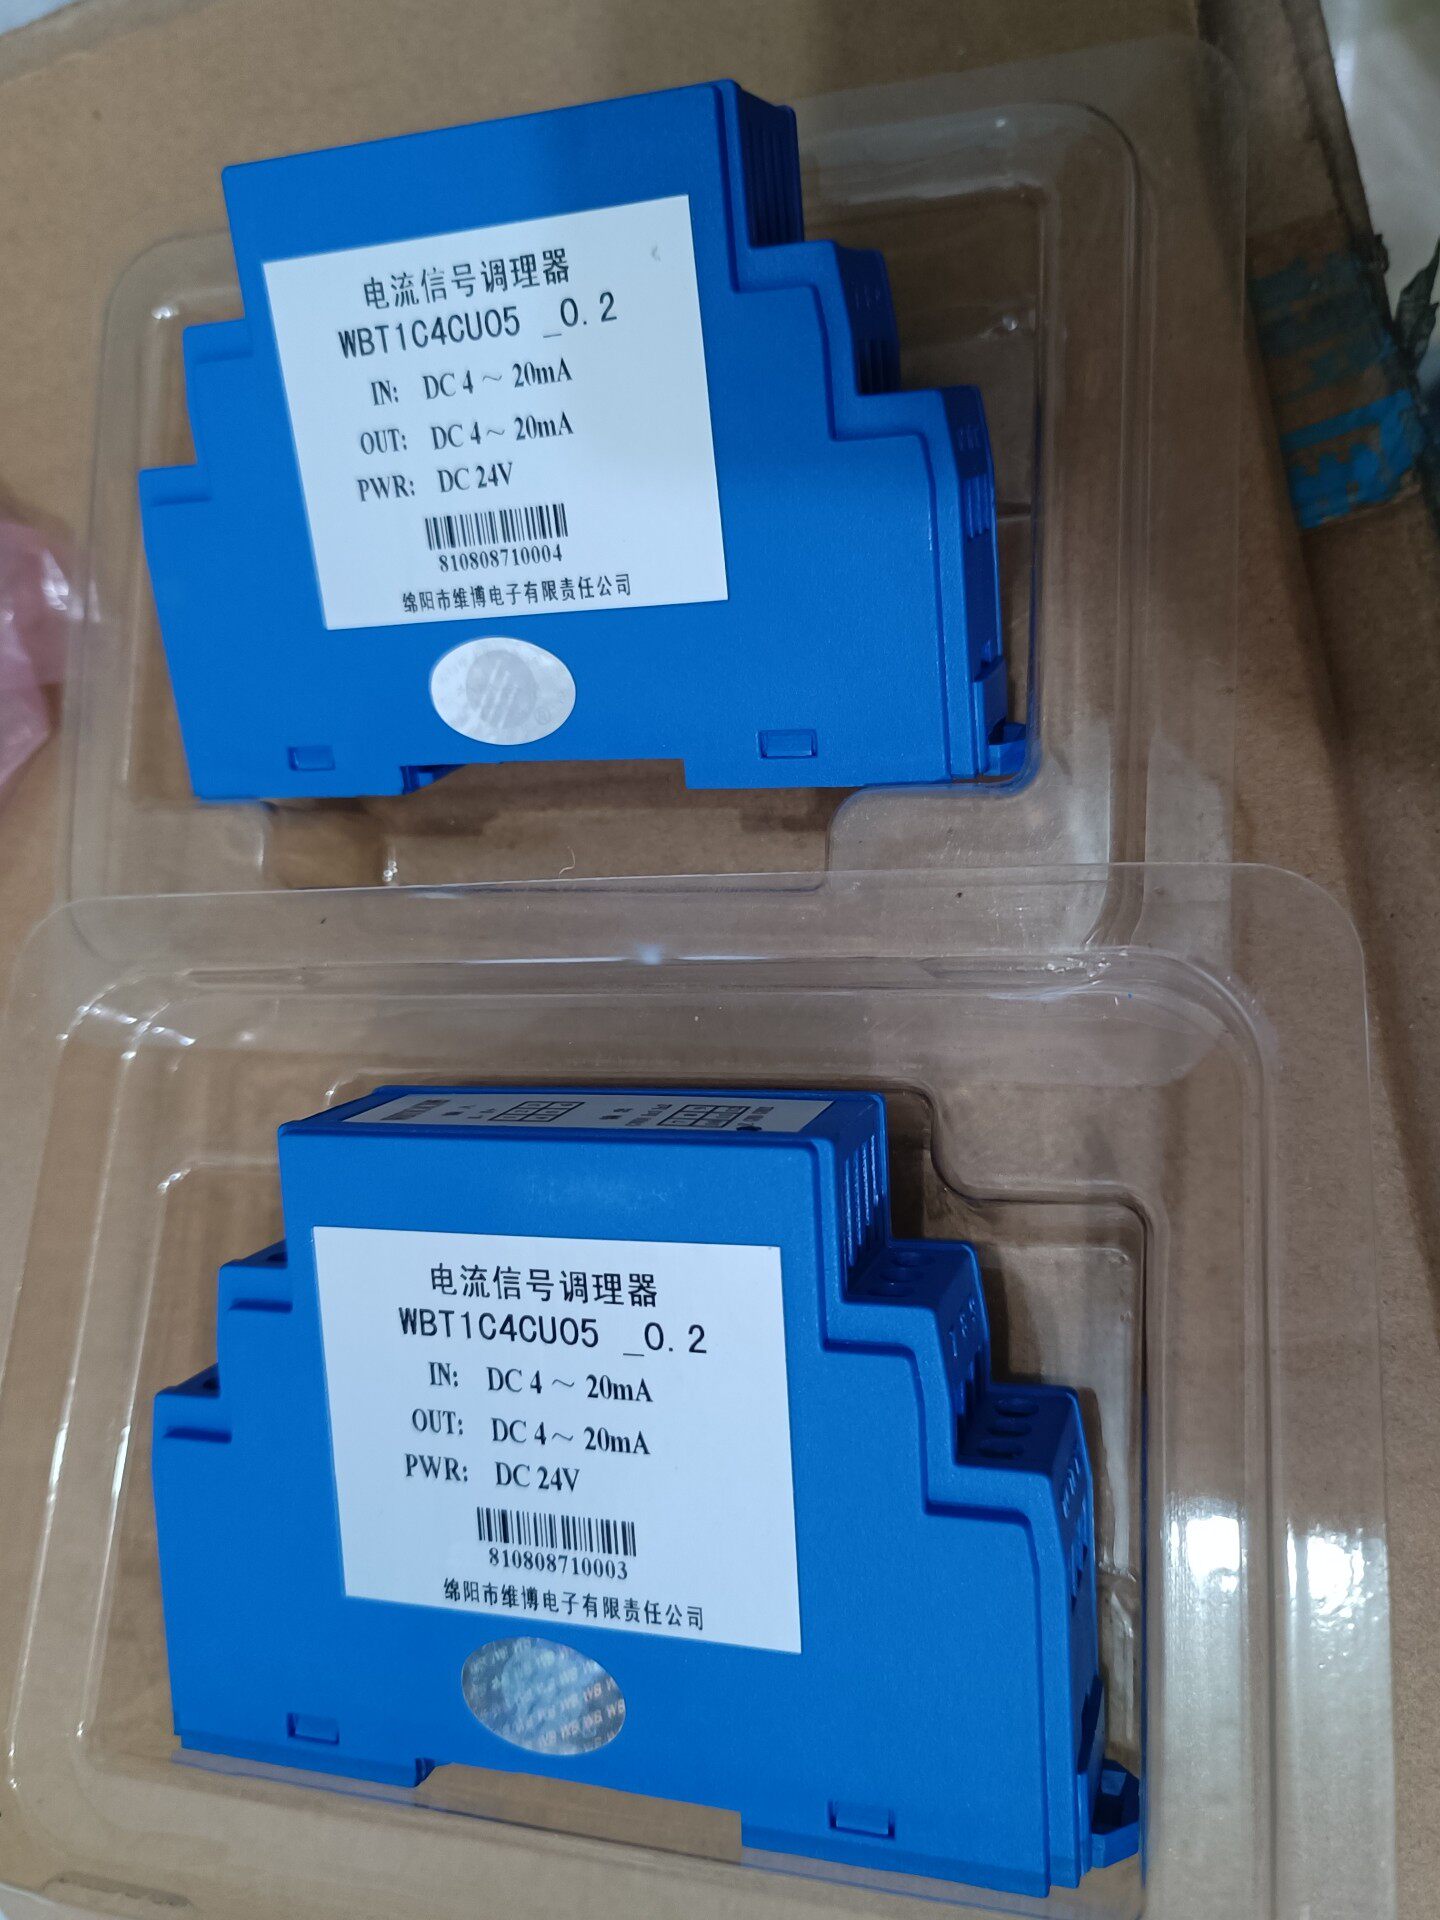 电流信号调理器
WBT1C4CU05 _0.2
IN: DC 4 ~ 20mA
OUT: DC 4 ~ 20mA
PWR: DC 24V
810808710004
绵阳市维博电子有限责任公司
电流信号调理器
WBT1C4CU05 _0.2
IN: DC 4 ~ 20mA
OUT: DC 4 ~ 20mA
PWR: DC 24V
810808710003
绵阳市维博电子有限责任公司